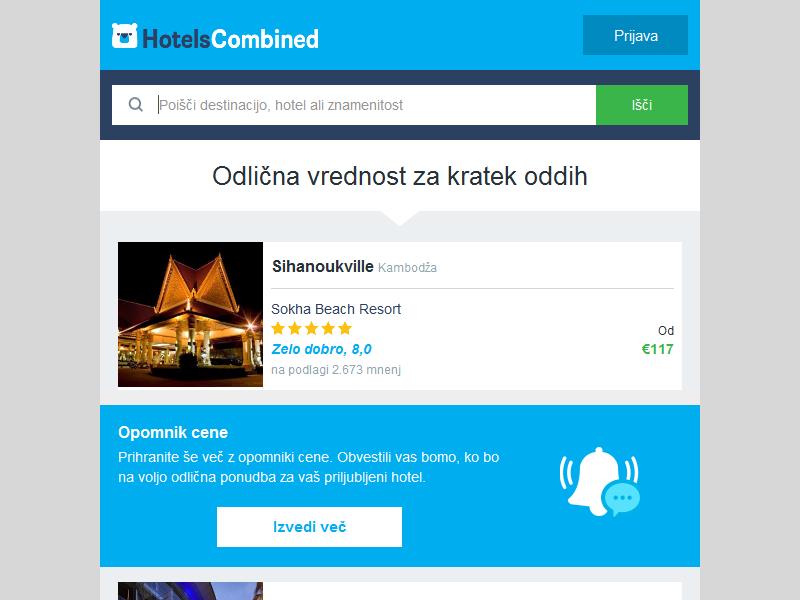 HotelsCombined
Prijava
Poišči destinacijo, hotel ali znamenitost
Išči
Odlična vrednost za kratek oddih
Sihanoukville Kambodža
Sokha Beach Resort
Zelo dobro, 8,0
na podlagi 2.673 mnenj
Od
€117
Opomnik cene
Prihranite še več z opomniki cene. Obvestili vas bomo, ko bo
na voljo odlična ponudba za vaš priljubljeni hotel.
Izvedi več